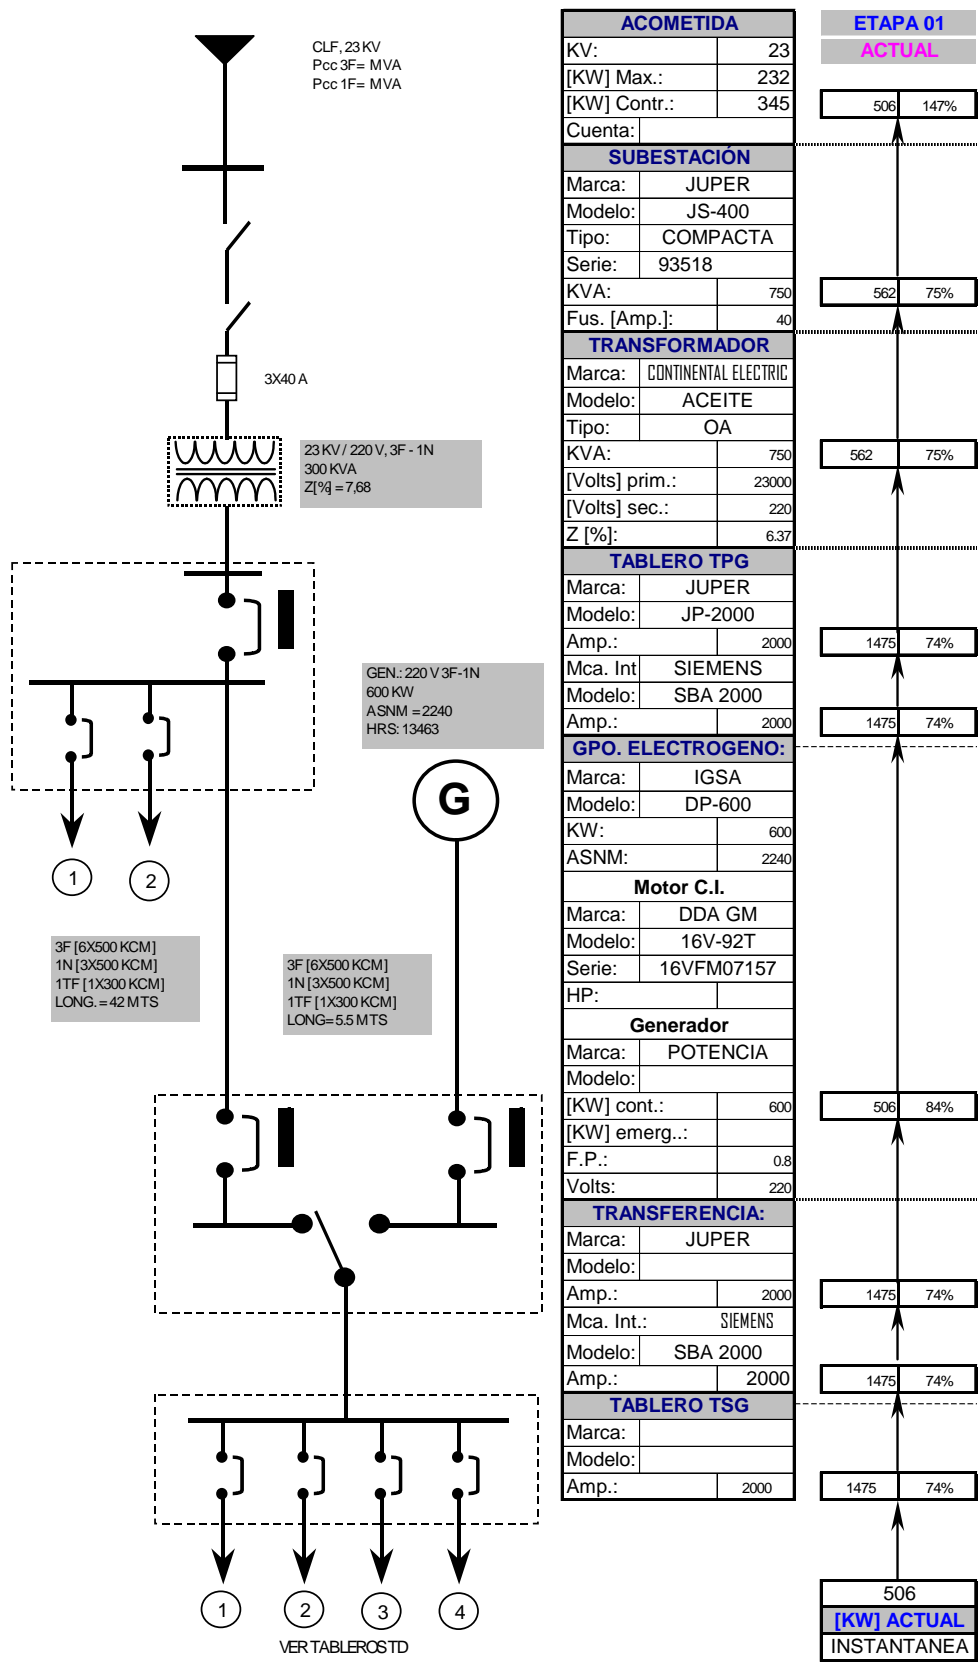 CLF, 23 KV
Pcc 3F= MVA
Pcc 1F= MVA
3X40 A
23 KV / 220 V, 3F - 1N
300 KVA
Z[%] = 7,68
GEN.: 220 V 3F-1N
600 KW
ASNM = 2240
HRS: 13463
G
1
2
3F [6X500 KCM]
1N [3X500 KCM]
1TF [1X300 KCM]
LONG. = 42 MTS
3F [6X500 KCM]
1N [3X500 KCM]
1TF [1X300 KCM]
LONG= 5.5 MTS
1
2
3
4
VER TABLEROS TD
ACOMETIDA
KV: 23
[KW] Max.: 232
[KW] Contr.: 345
Cuenta:
SUBESTACIÓN
Marca: JUPER
Modelo: JS-400
Tipo: COMPACTA
Serie: 93518
KVA: 750
Fus. [Amp.]: 40
TRANSFORMADOR
Marca: CONTINENTAL ELECTRIC
Modelo: ACEITE
Tipo: OA
KVA: 750
[Volts] prim.: 23000
[Volts] sec.: 220
Z [%]: 6.37
TABLERO TPG
Marca: JUPER
Modelo: JP-2000
Amp.: 2000
Mca. Int SIEMENS
Modelo: SBA 2000
Amp.: 2000
GPO. ELECTROGENO:
Marca: IGSA
Modelo: DP-600
KW: 600
ASNM: 2240
Motor C.I.
Marca: DDA GM
Modelo: 16V-92T
Serie: 16VFM07157
HP:
Generador
Marca: POTENCIA
Modelo:
[KW] cont.: 600
[KW] emerg..:
F.P.: 0.8
Volts: 220
TRANSFERENCIA:
Marca: JUPER
Modelo:
Amp.: 2000
Mca. Int.: SIEMENS
Modelo: SBA 2000
Amp.: 2000
TABLERO TSG
Marca:
Modelo:
Amp.: 2000
ETAPA 01
ACTUAL
506 147%
562 75%
562 75%
1475 74%
1475 74%
506 84%
1475 74%
1475 74%
1475 74%
506
[KW] ACTUAL
INSTANTANEA